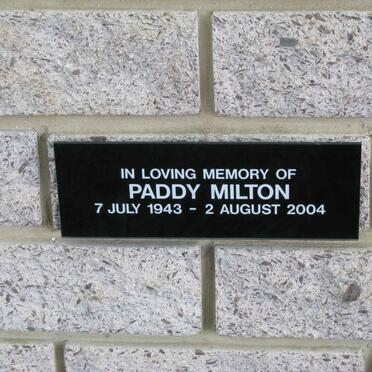 IN LOVING MEMORY OF
PADDY MILTON
7 JULY 1943 - 2 AUGUST 2004